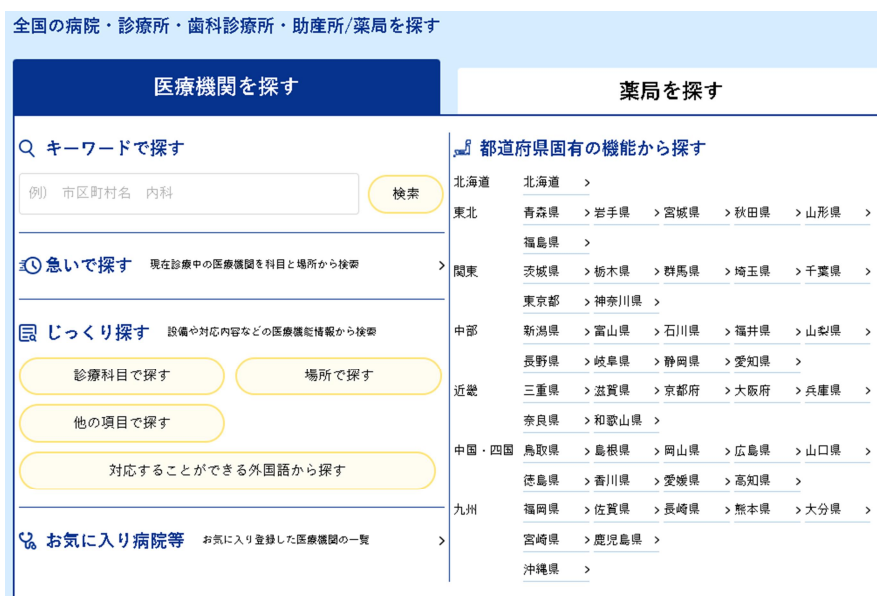 全国の病院・診療所・歯科診療所・助産所/薬局を探す
医療機関を探す
薬局を探す
キーワードで探す
例） 市区町村名 内科
検索
急いで探す 現在診療中の医療機関を科目と場所から検索
じっくり探す 設備や対応内容などの医療機能情報から検索
診療科目で探す
場所で探す
他の項目で探す
対応することができる外国語から探す
お気に入り病院等 お気に入り登録した医療機関の一覧
都道府県固有の機能から探す
北海道 北海道
東北 青森県 岩手県 宮城県 秋田県 山形県
福島県
関東 茨城県 栃木県 群馬県 埼玉県 千葉県
東京都 神奈川県
中部 新潟県 富山県 石川県 福井県 山梨県
長野県 岐阜県 静岡県 愛知県
近畿 三重県 滋賀県 京都府 大阪府 兵庫県
奈良県 和歌山県
中国・四国 鳥取県 島根県 岡山県 広島県 山口県
徳島県 香川県 愛媛県 高知県
九州 福岡県 佐賀県 長崎県 熊本県 大分県
宮崎県 鹿児島県
沖縄県